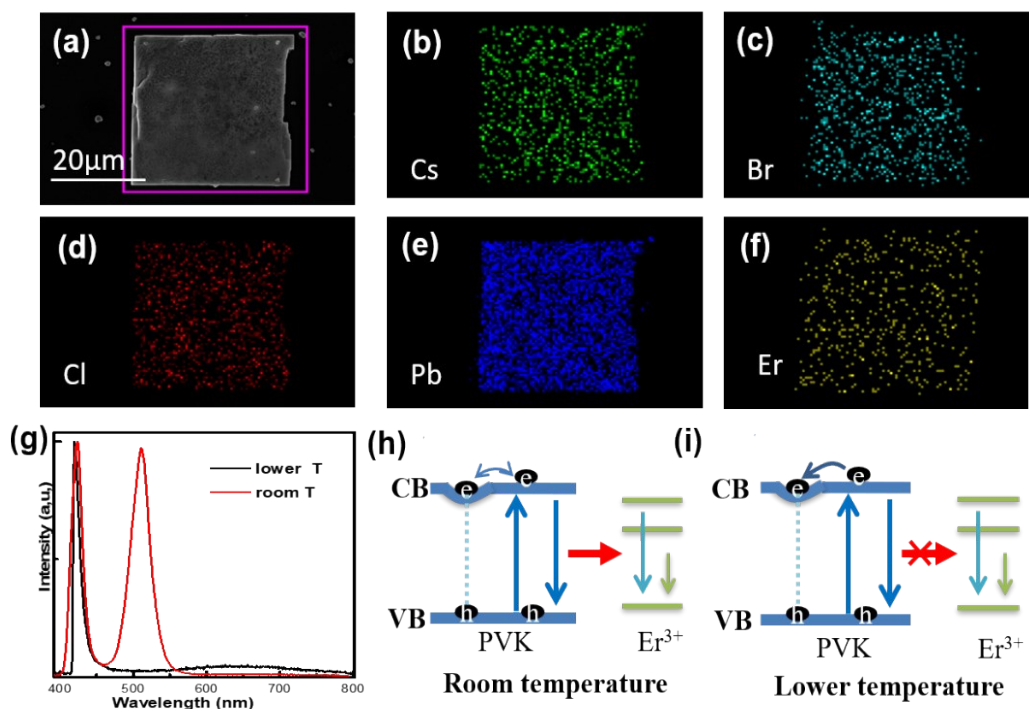 (a)
20μm
(b)
Cs
(c)
Br
(d)
Cl
(e)
Pb
(f)
Er
(g)
Intensity (a,u,)
lower T
room T
400 500 600 700 800
Wavelength (nm)
(h)
CB
e e
VB
h h
PVK
Er³⁺
Room temperature
(i)
CB
e e
VB
h h
PVK
Er³⁺
Lower temperature